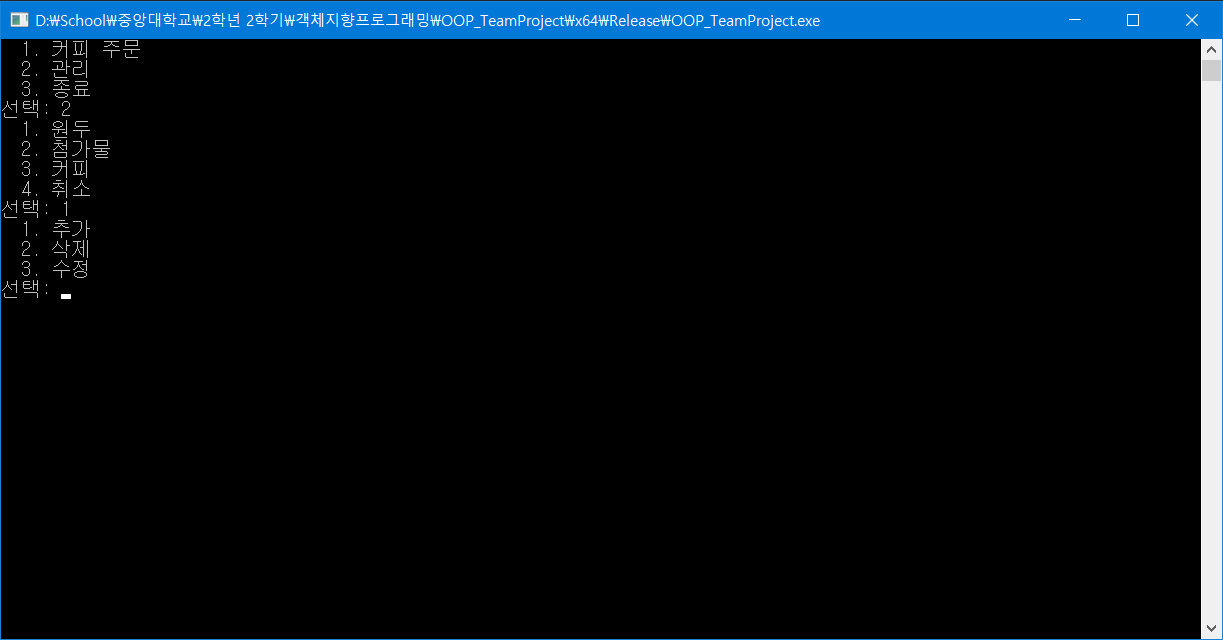 D:₩School₩중앙대학교₩2학년 2학기₩객체지향프로그래밍₩OOP_TeamProject₩x64₩Release₩OOP_TeamProject.exe
1. 커피 주문
2. 관리
3. 종료
선택: 2
1. 원두
2. 첨가물
3. 커피
4. 취소
선택: 1
1. 추가
2. 삭제
3. 수정
선택: